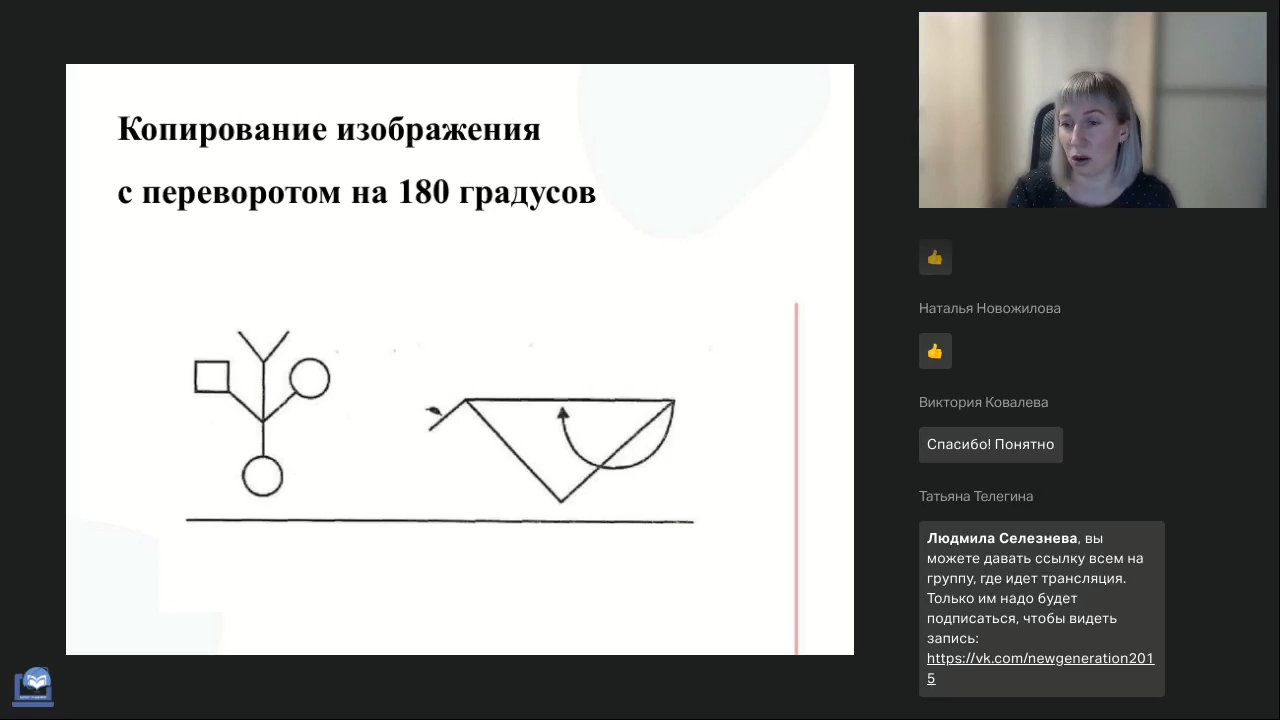 Копирование изображения
с переворотом на 180 градусов
Наталья Новожилова
Виктория Ковалева
Спасибо! Понятно
Татьяна Телегина
Людмила Селезнева, вы
можете давать ссылку всем на
группу, где идет трансляция.
Только им надо будет
подписаться, чтобы видеть
запись:
https://vk.com/newgeneration201
5